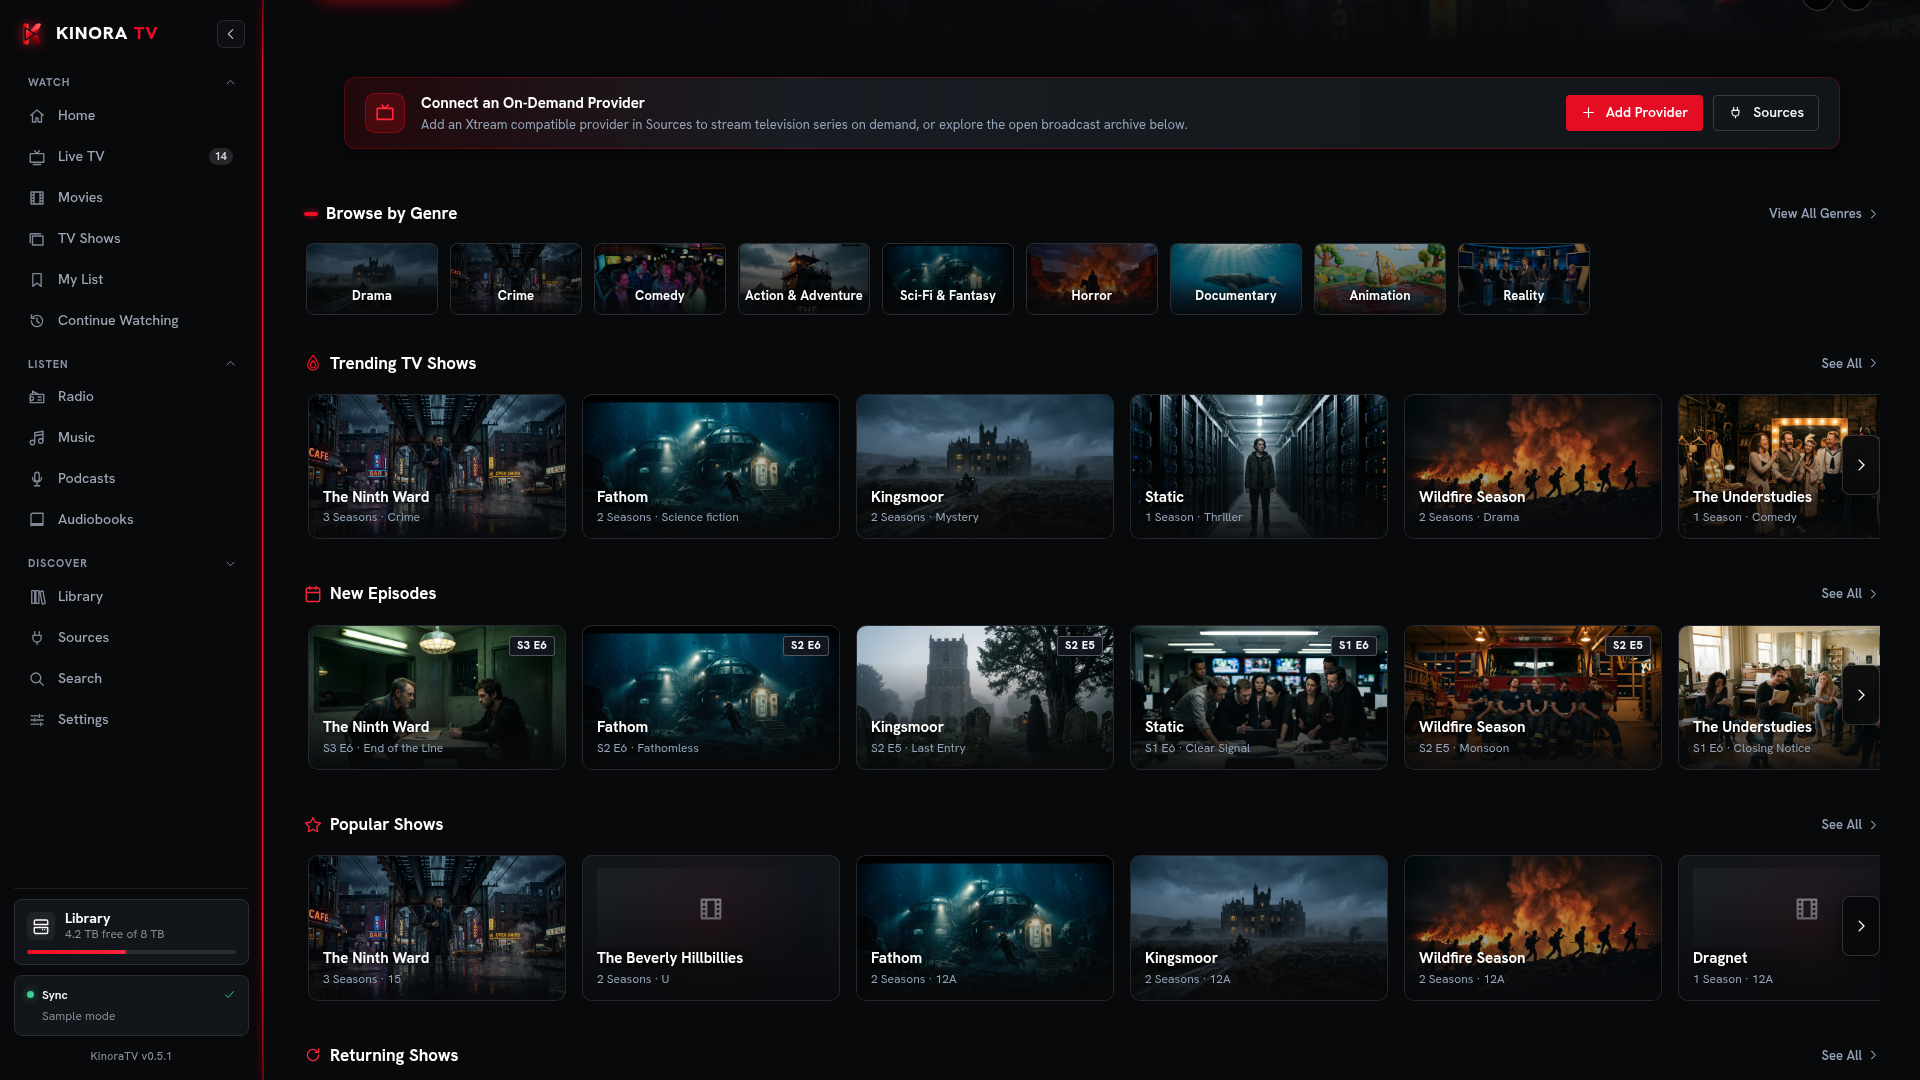 KINORA TV
WATCH
Home
Live TV
14
Movies
TV Shows
My List
Continue Watching
LISTEN
Radio
Music
Podcasts
Audiobooks
DISCOVER
Library
Sources
Search
Settings
Library
4.2 TB free of 8 TB
Sync
Sample mode
KinoraTV v0.5.1
Connect an On-Demand Provider
Add an Xtream compatible provider in Sources to stream television series on demand, or explore the open broadcast archive below.
Add Provider
Sources
Browse by Genre
View All Genres
Drama
Crime
Comedy
Action & Adventure
Sci-Fi & Fantasy
Horror
Documentary
Animation
Reality
Trending TV Shows
See All
CAFE
BAR
The Ninth Ward
3 Seasons · Crime
Fathom
2 Seasons · Science fiction
Kingsmoor
2 Seasons · Mystery
Static
1 Season · Thriller
Wildfire Season
2 Seasons · Drama
The Understudies
1 Season · Comedy
New Episodes
See All
S3 E6
The Ninth Ward
S3 E6 · End of the Line
S2 E6
Fathom
S2 E6 · Fathomless
S2 E5
Kingsmoor
S2 E5 · Last Entry
S1 E6
Static
S1 E6 · Clear Signal
S2 E5
Wildfire Season
S2 E5 · Monsoon
The Understudies
S1 E6 · Closing Notice
Popular Shows
See All
CAFE
BAR
The Ninth Ward
3 Seasons · 15
The Beverly Hillbillies
2 Seasons · U
Fathom
2 Seasons · 12A
Kingsmoor
2 Seasons · 12A
Wildfire Season
2 Seasons · 12A
Dragnet
1 Season · 12A
Returning Shows
See All